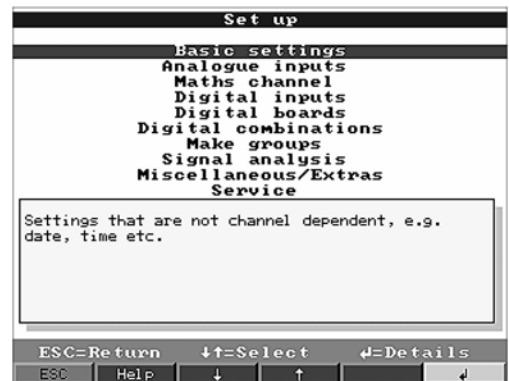 Set up
Basic settings
Analogue inputs
Maths channel
Digital inputs
Digital boards
Digital combinations
Make groups
Signal analysis
Miscellaneous/Extras
Service
Settings that are not channel dependent, e.g.
date, time etc.
ESC=Return ↓↑=Select ↲=Details
ESC Help ↓ ↑ ↲